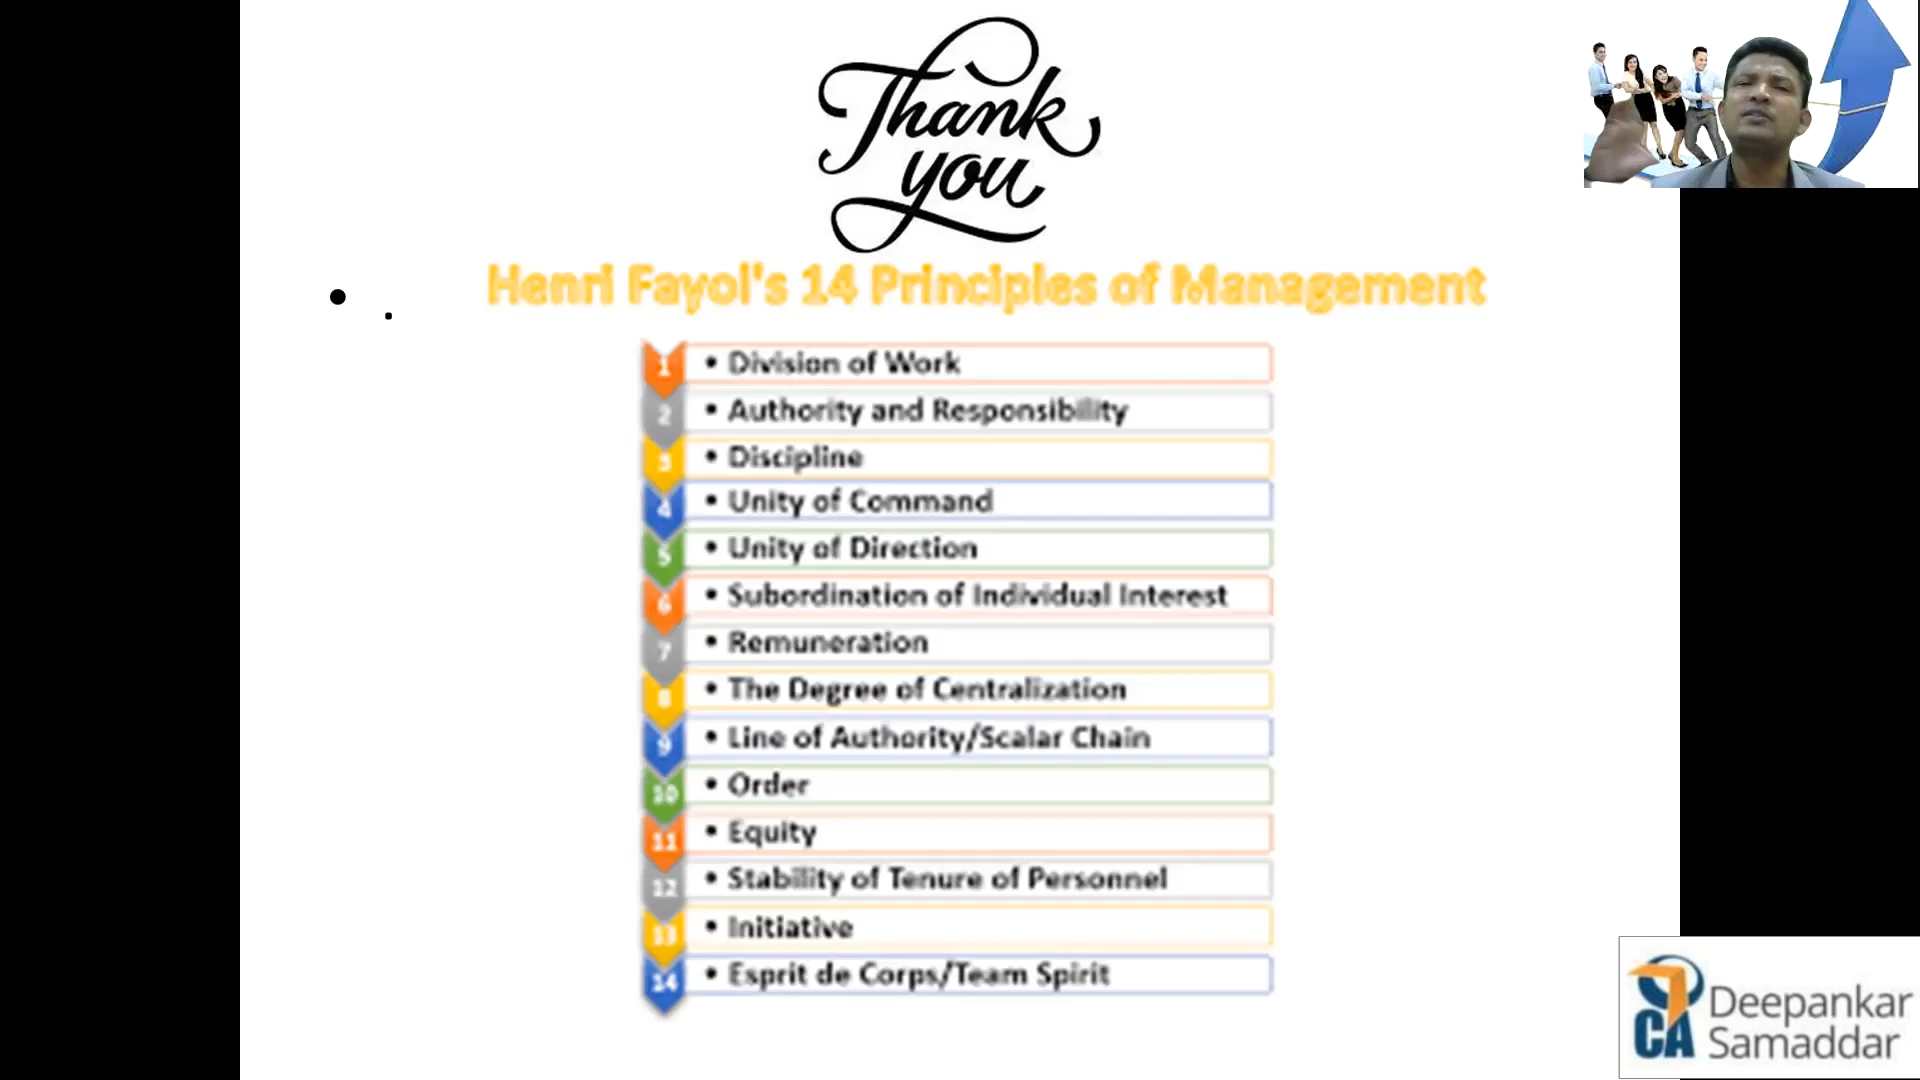 Thank
you
Henri Fayol's 14 Principles of Management
1 • Division of Work
2 • Authority and Responsibility
3 • Discipline
4 • Unity of Command
5 • Unity of Direction
6 • Subordination of Individual Interest
7 • Remuneration
8 • The Degree of Centralization
9 • Line of Authority/Scalar Chain
10 • Order
11 • Equity
12 • Stability of Tenure of Personnel
13 • Initiative
14 • Esprit de Corps/Team Spirit
CA Deepankar
Samaddar